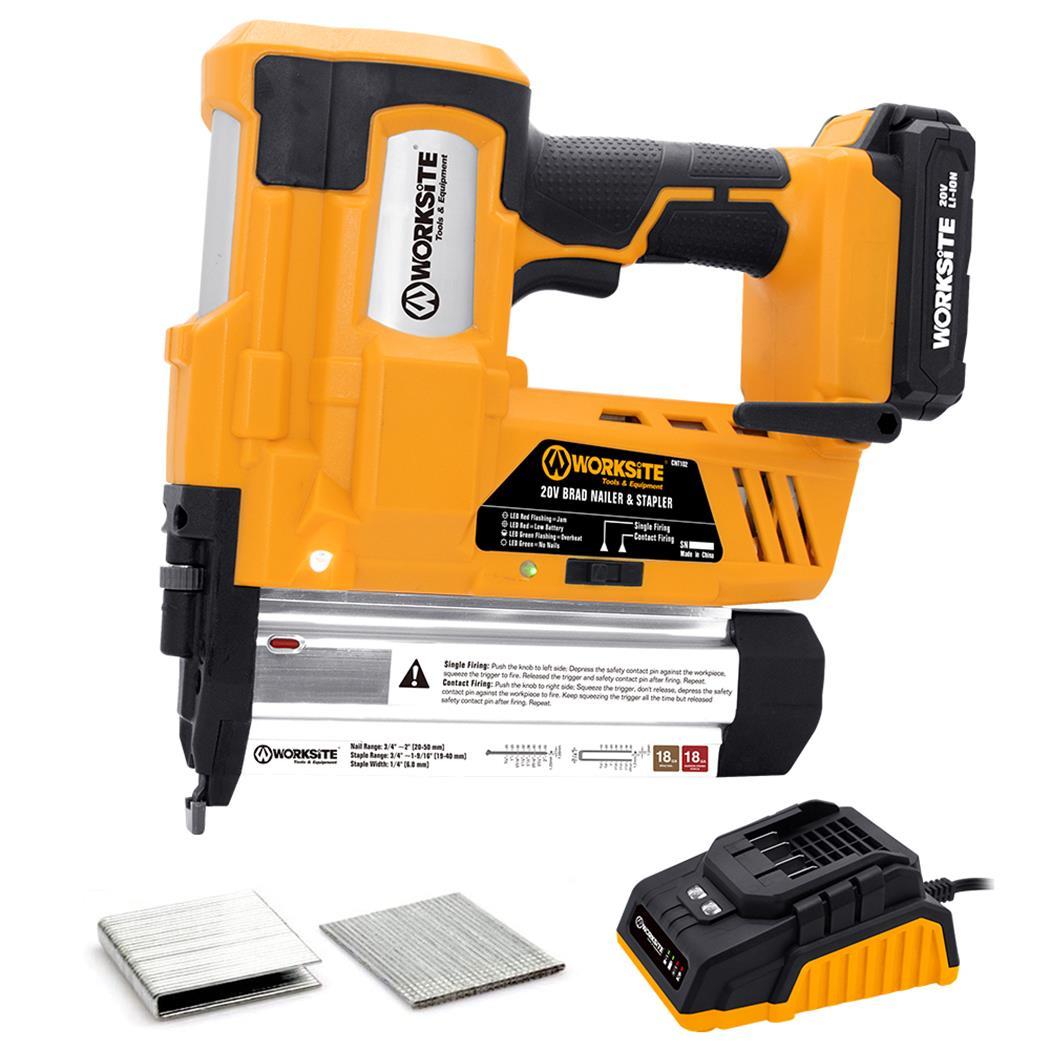 WORKSiTE
Tools & Equipment
WORKSiTE 20V
LI-ION
WORKSiTE
Tools & Equipment
CNT102
20V BRAD NAILER & STAPLER
LED Red Flashing=Jam
LED Red=Low Battery
LED Green Flashing=Overheat
LED Green=No Nails
Single Firing
Contact Firing
SN
Made in China
Single Firing: Push the knob to left side; Depress the safety contact pin against the workpiece,
squeeze the trigger to fire. Released the trigger and safety contact pin after firing. Repeat.
Contact Firing: Push the knob to right side; Squeeze the trigger, don't release, depress the safety
contact pin against the workpiece to fire. Keep squeezing the trigger all the time but released
safety contact pin after firing. Repeat.
WORKSiTE
Tools & Equipment
Nail Range: 3/4" ~2" [20-50 mm]
Staple Range: 3/4" ~1-9/16" [19-40 mm]
Staple Width: 1/4" [6.0 mm]
18 GA
18 GA
WORKSiTE
Tools & Equipment